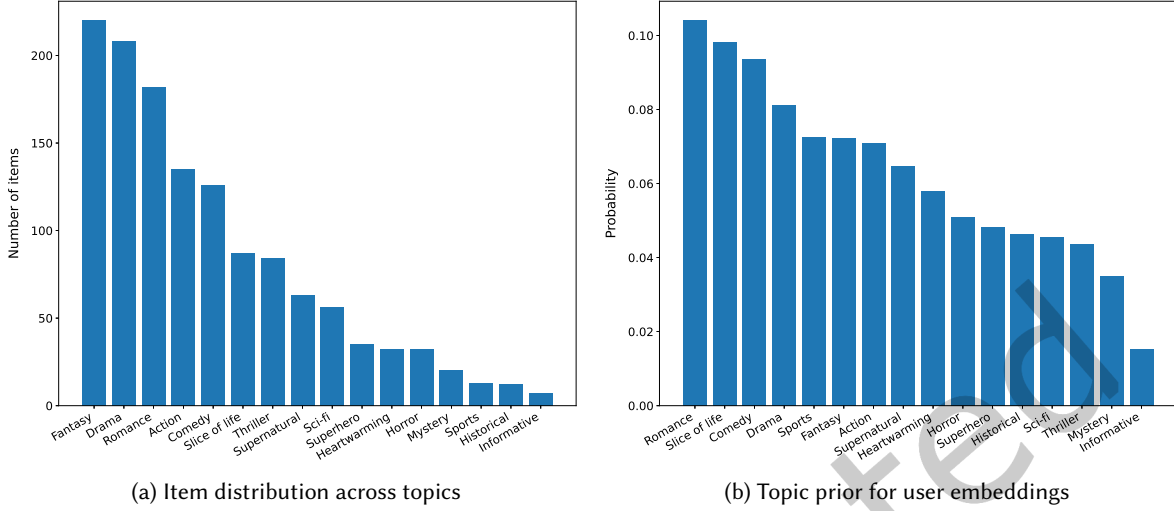 200
150
100
50
0
Number of items
Fantasy
Drama
Romance
Action
Comedy
Slice of life
Thriller
Supernatural
Sci-fi
Superhero
Heartwarming
Horror
Mystery
Sports
Historical
Informative
(a) Item distribution across topics
0.10
0.08
0.06
0.04
0.02
0.00
Probability
Romance
Slice of life
Comedy
Drama
Sports
Fantasy
Action
Supernatural
Heartwarming
Horror
Superhero
Historical
Sci-fi
Thriller
Mystery
Informative
(b) Topic prior for user embeddings
ted